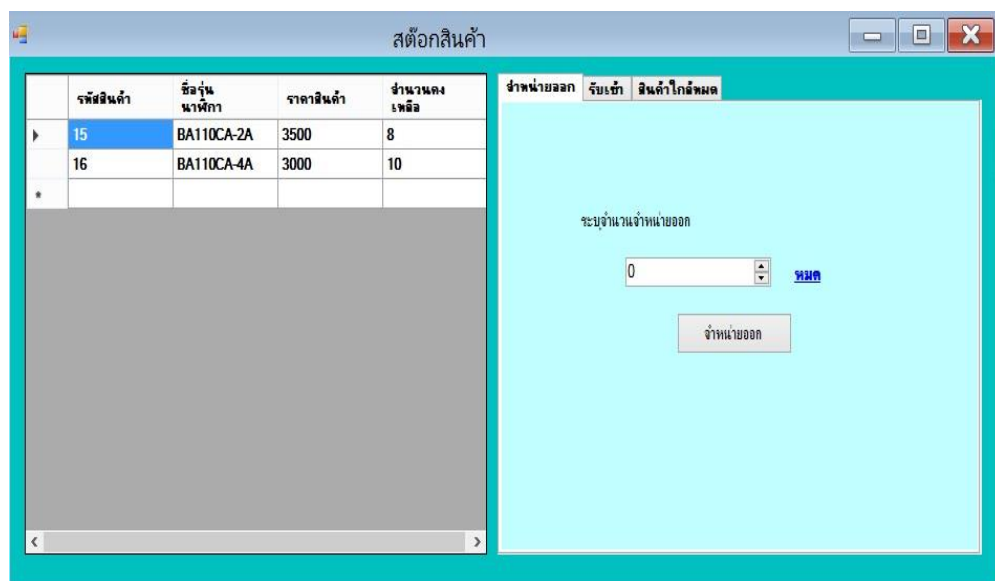 สต๊อกสินค้า
รหัสสินค้า ชื่อรุ่น ราคาสินค้า จำนวนคง
นาฬิกา เหลือ
15 BA110CA-2A 3500 8
16 BA110CA-4A 3000 10
จำหน่ายออก รับเข้า สินค้าใกล้หมด
ระบุจำนวนจำหน่ายออก
0 หมด
จำหน่ายออก